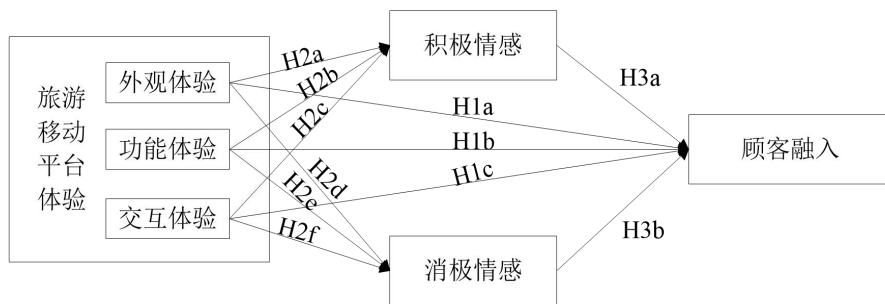 旅游
移动
平台
体验
外观体验
功能体验
交互体验
H2a
H2b
H2c
H2d
H2e
H2f
积极情感
消极情感
H1a
H1b
H1c
H3a
H3b
顾客融入